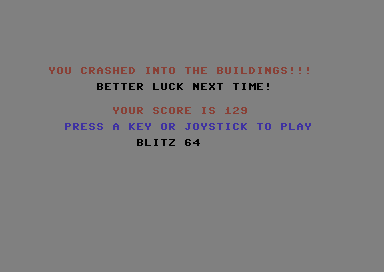 YOU CRASHED INTO THE BUILDINGS!!!
BETTER LUCK NEXT TIME!
YOUR SCORE IS 129
PRESS A KEY OR JOYSTICK TO PLAY
BLITZ 64